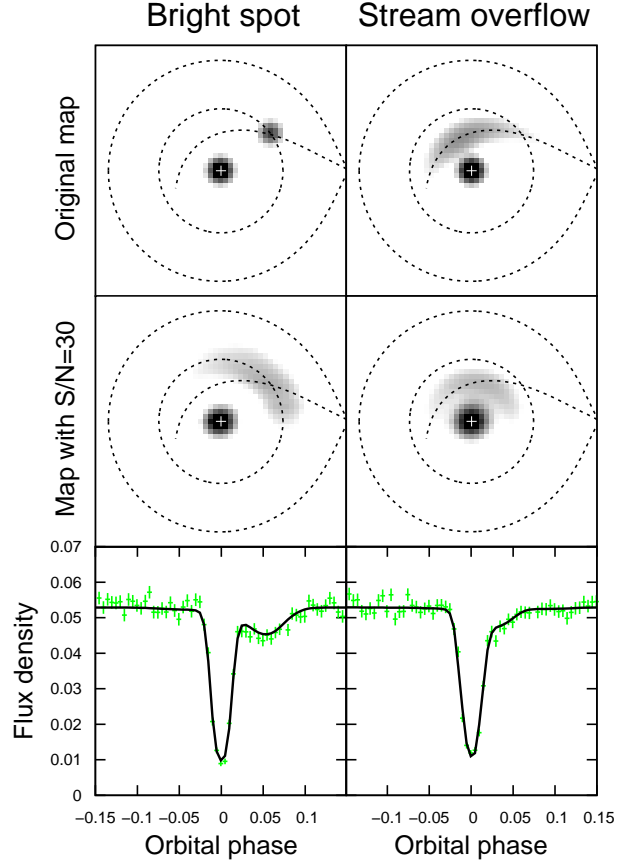 Bright spot
Stream overflow
Original map
Map with S/N=30
Flux density
0.07
0.06
0.05
0.04
0.03
0.02
0.01
0
−0.15 −0.1 −0.05 0 0.05 0.1
−0.15 −0.1 −0.05 0 0.05 0.1 0.15
Orbital phase
Orbital phase